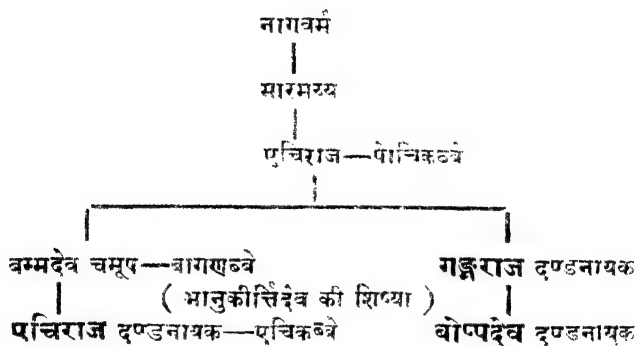 नागवर्म
सारमय्य
एचिराज—पोचिकब्बे
बम्मदेव चमूप—बागणब्बे गङ्गराज दण्डनायक
( भानुकीर्त्तिदेव की शिष्या )
एचिराज दण्डनायक—एचिकब्बे बोप्पदेव दण्डनायक